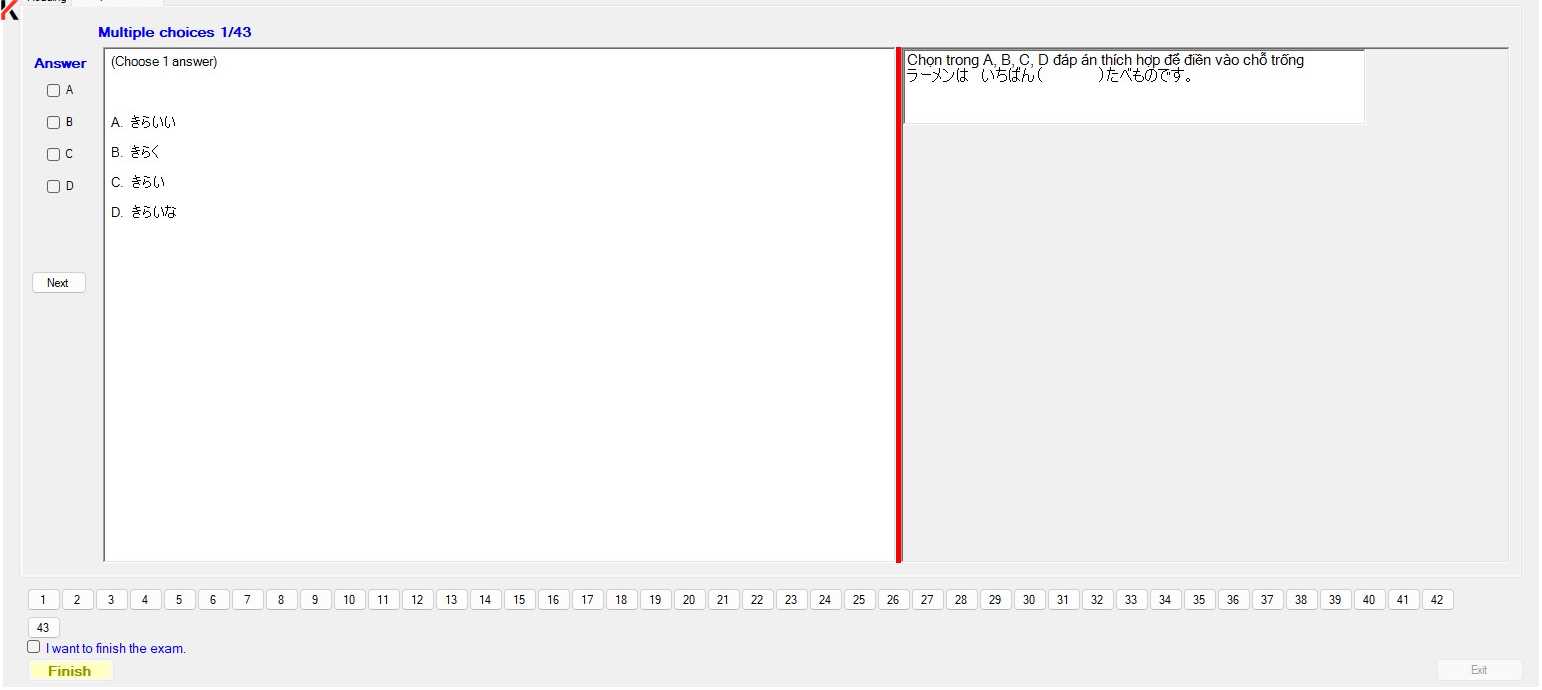 Multiple choices 1/43
Answer
A
B
C
D
Next
(Choose 1 answer)
A. きらいい
B. きらく
C. きらい
D. きらいな
Chọn trong A, B, C, D đáp án thích hợp để điền vào chỗ trống
ラーメンは　いちばん（　　　　）たべものです。
1 2 3 4 5 6 7 8 9 10 11 12 13 14 15 16 17 18 19 20 21 22 23 24 25 26 27 28 29 30 31 32 33 34 35 36 37 38 39 40 41 42
43
I want to finish the exam.
Finish
Exit